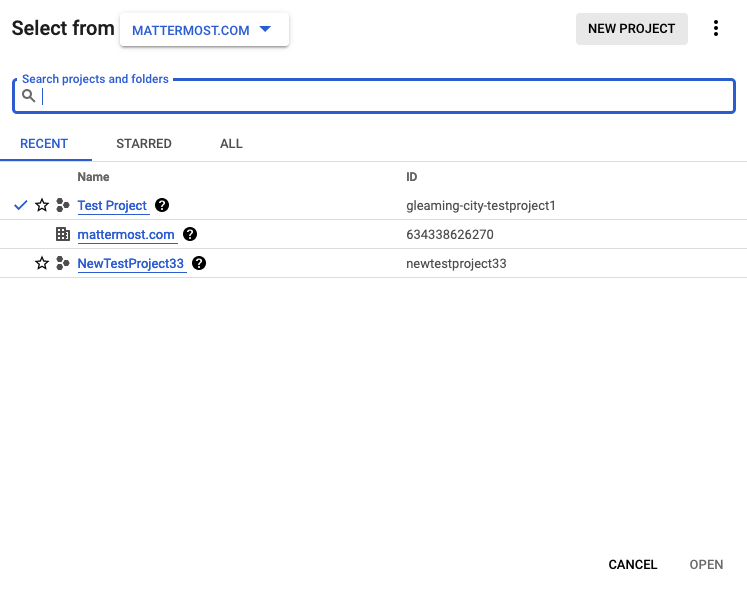 Select from MATTERMOST.COM NEW PROJECT
Search projects and folders
RECENT STARRED ALL
Name ID
Test Project gleaming-city-testproject1
mattermost.com 634338626270
NewTestProject33 newtestproject33
CANCEL OPEN